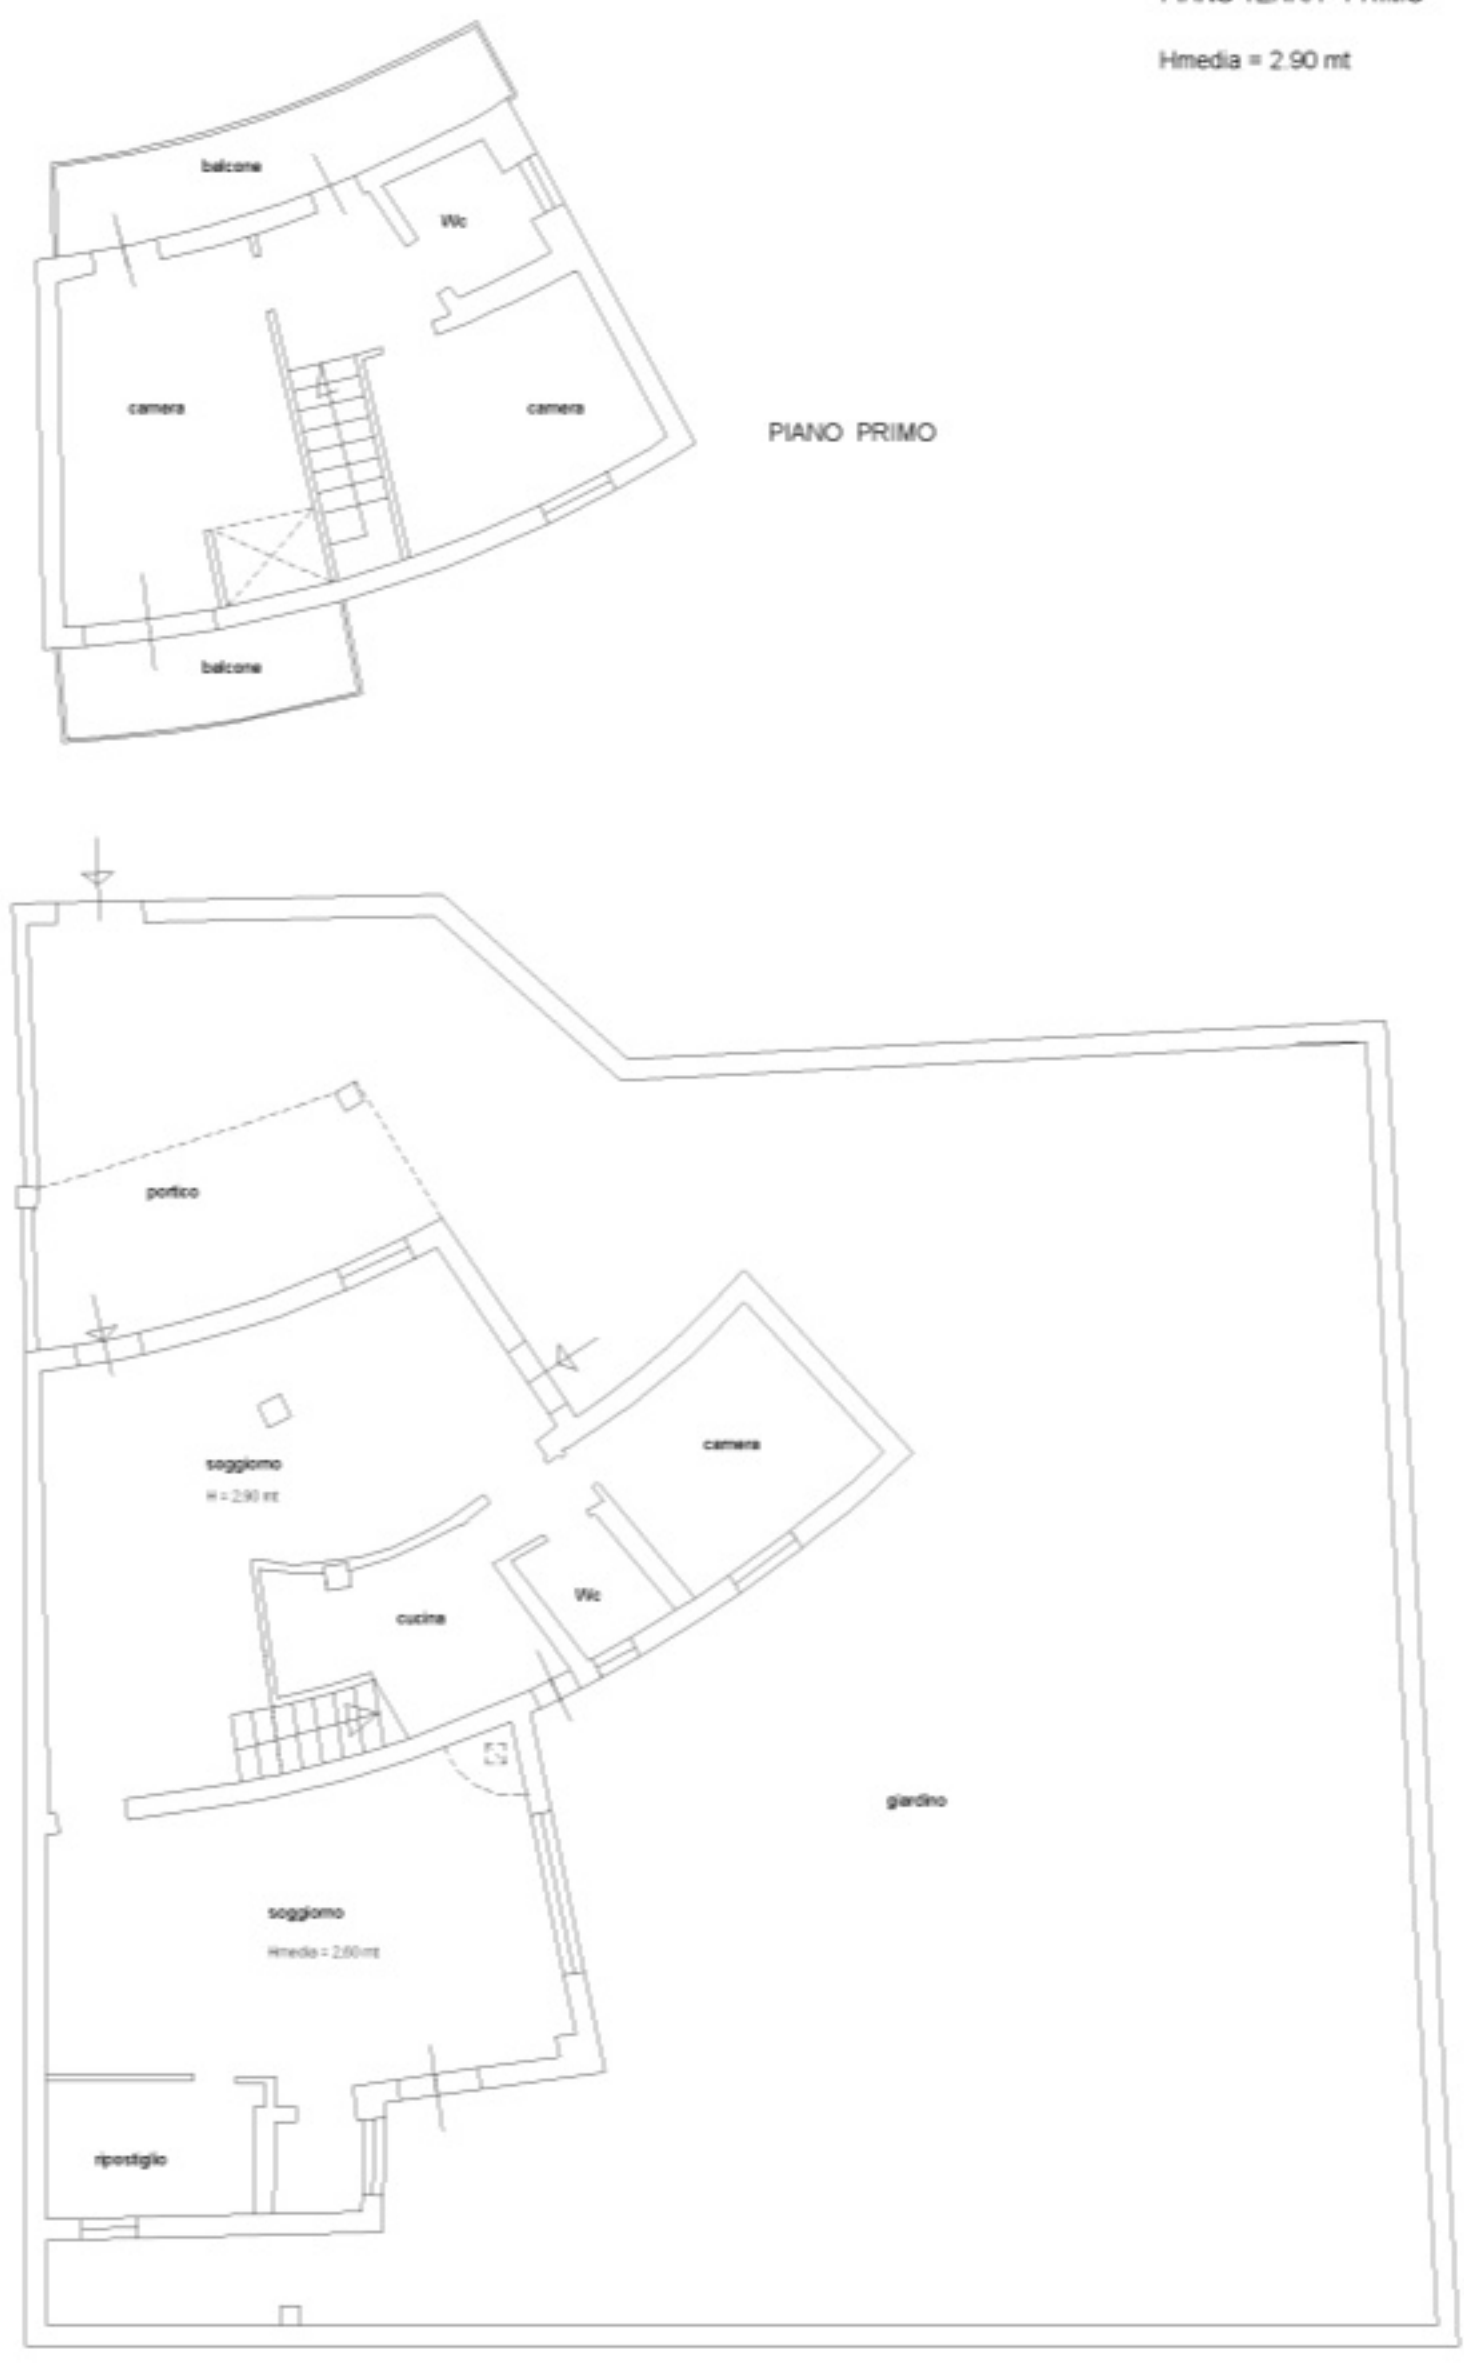 Hmedia = 2.90 mt
balcone
Wc
camera
camera
PIANO PRIMO
balcone
portico
camera
soggiorno
H = 2.90 mt
Wc
cucina
giardino
soggiorno
Hmedia = 2.60 mt
ripostiglio